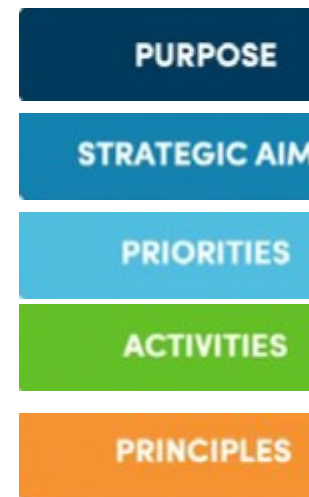 PURPOSE
STRATEGIC AIM
PRIORITIES
ACTIVITIES
PRINCIPLES